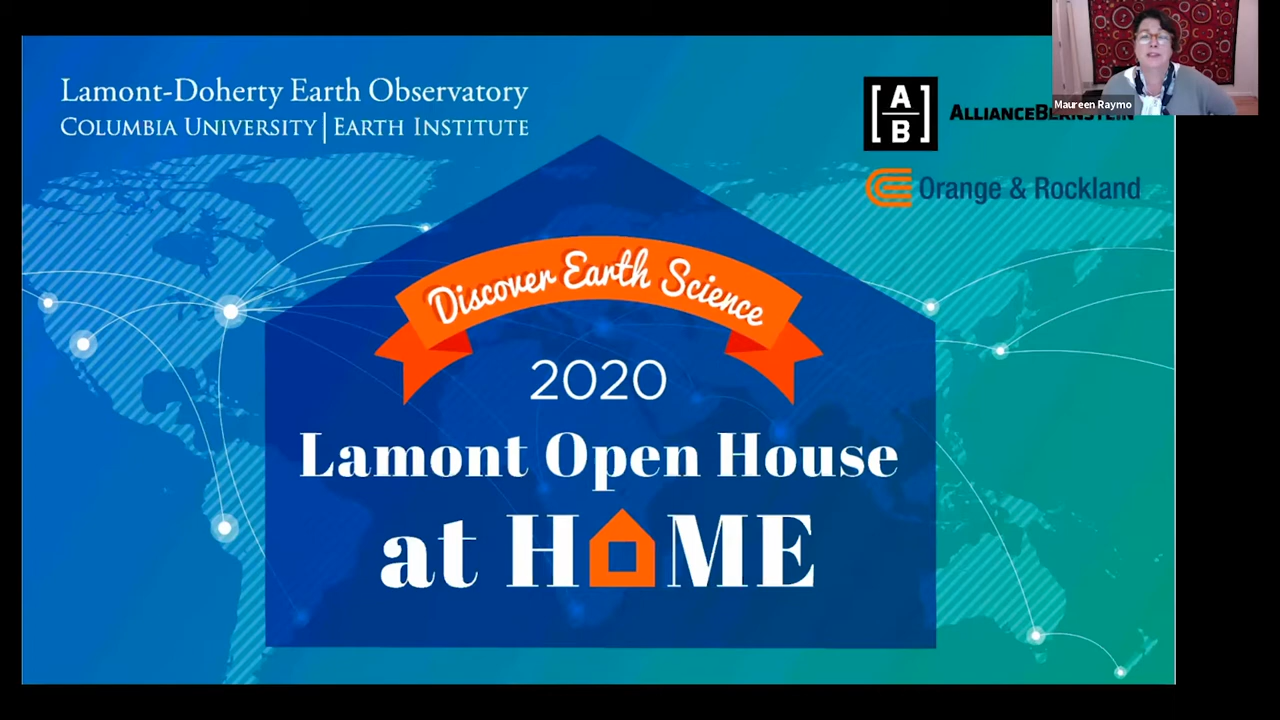 Lamont-Doherty Earth Observatory
COLUMBIA UNIVERSITY | EARTH INSTITUTE
[A
B]
ALLIANCEBERNSTEIN
Maureen Raymo
Orange & Rockland
Discover Earth Science
2020
Lamont Open House
at HOME